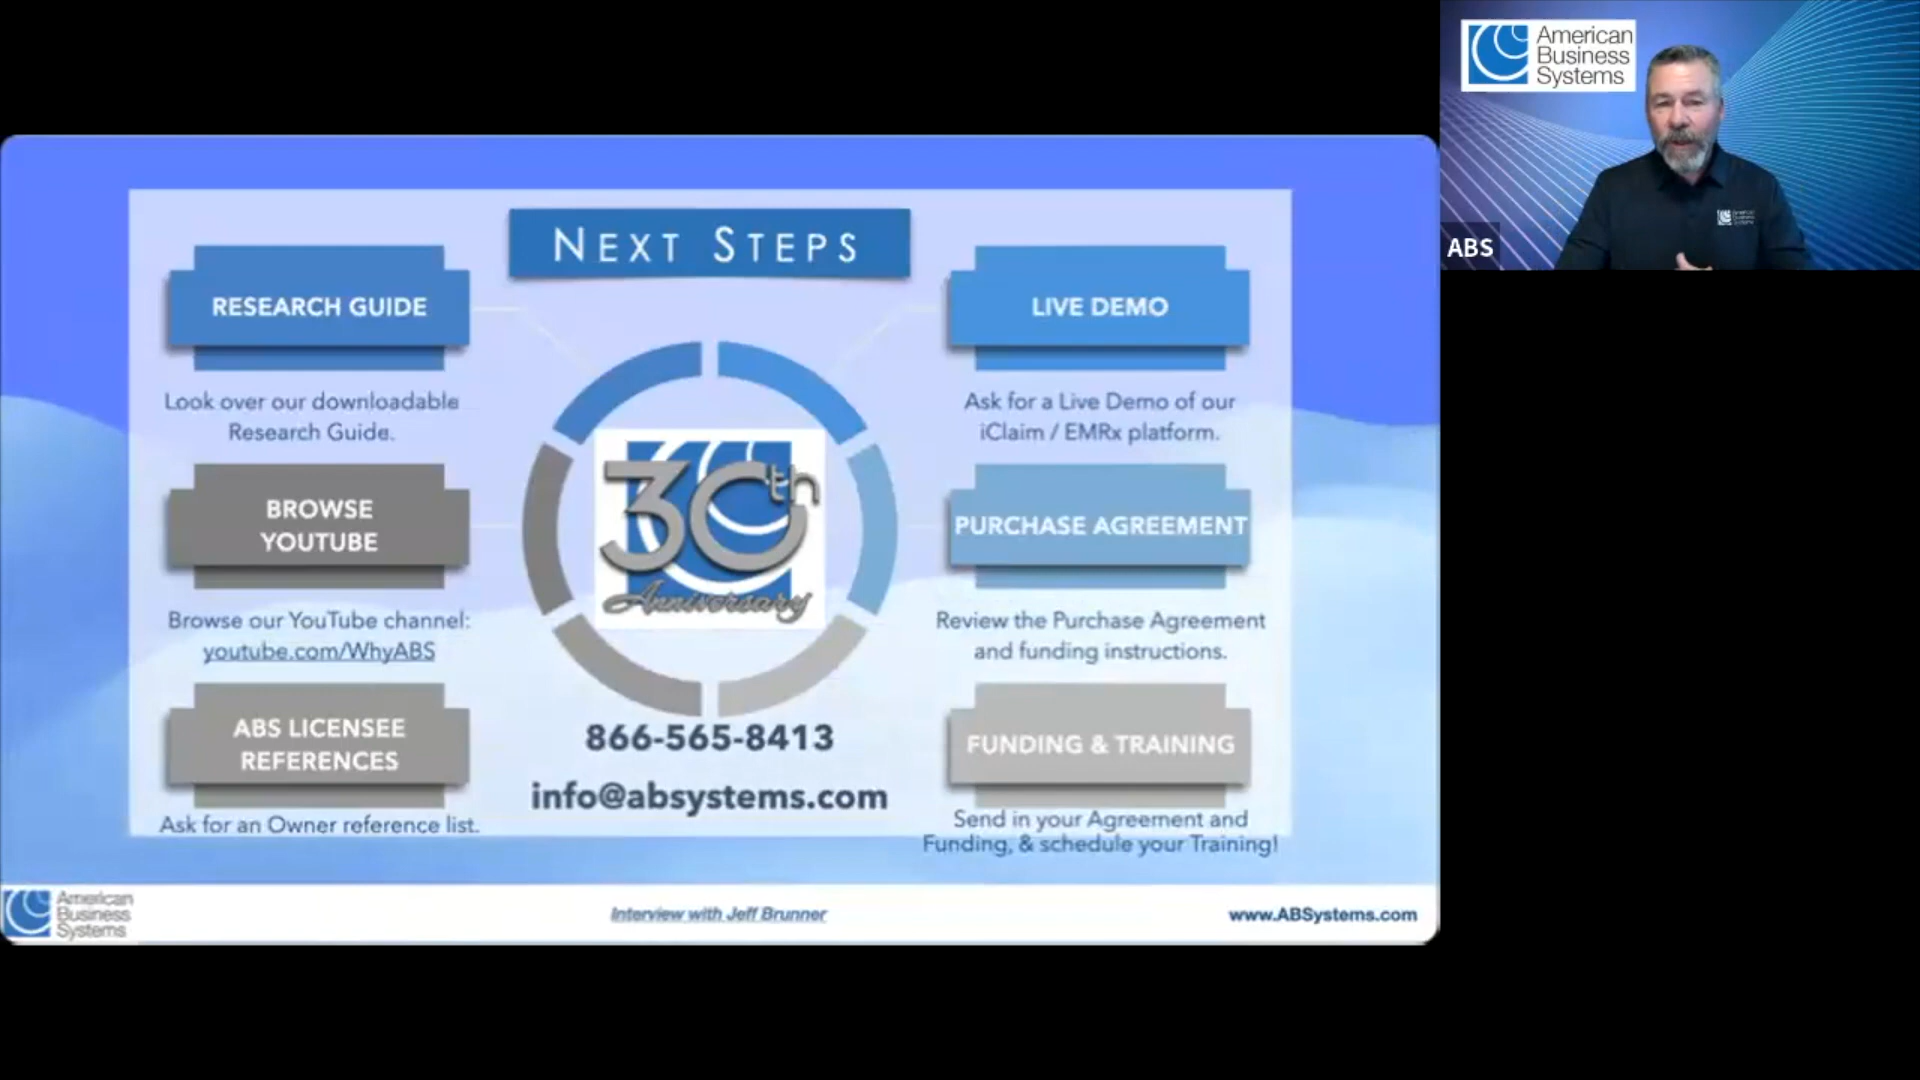 American
Business
Systems
American
Business
Systems
ABS
NEXT STEPS
RESEARCH GUIDE
Look over our downloadable
Research Guide.
BROWSE
YOUTUBE
Browse our YouTube channel:
youtube.com/WhyABS
ABS LICENSEE
REFERENCES
Ask for an Owner reference list.
30th
Anniversary
866-565-8413
info@absystems.com
LIVE DEMO
Ask for a Live Demo of our
iClaim / EMRx platform.
PURCHASE AGREEMENT
Review the Purchase Agreement
and funding instructions.
FUNDING & TRAINING
Send in your Agreement and
Funding, & schedule your Training!
American
Business
Systems
Interview with Jeff Brunner
www.ABSystems.com